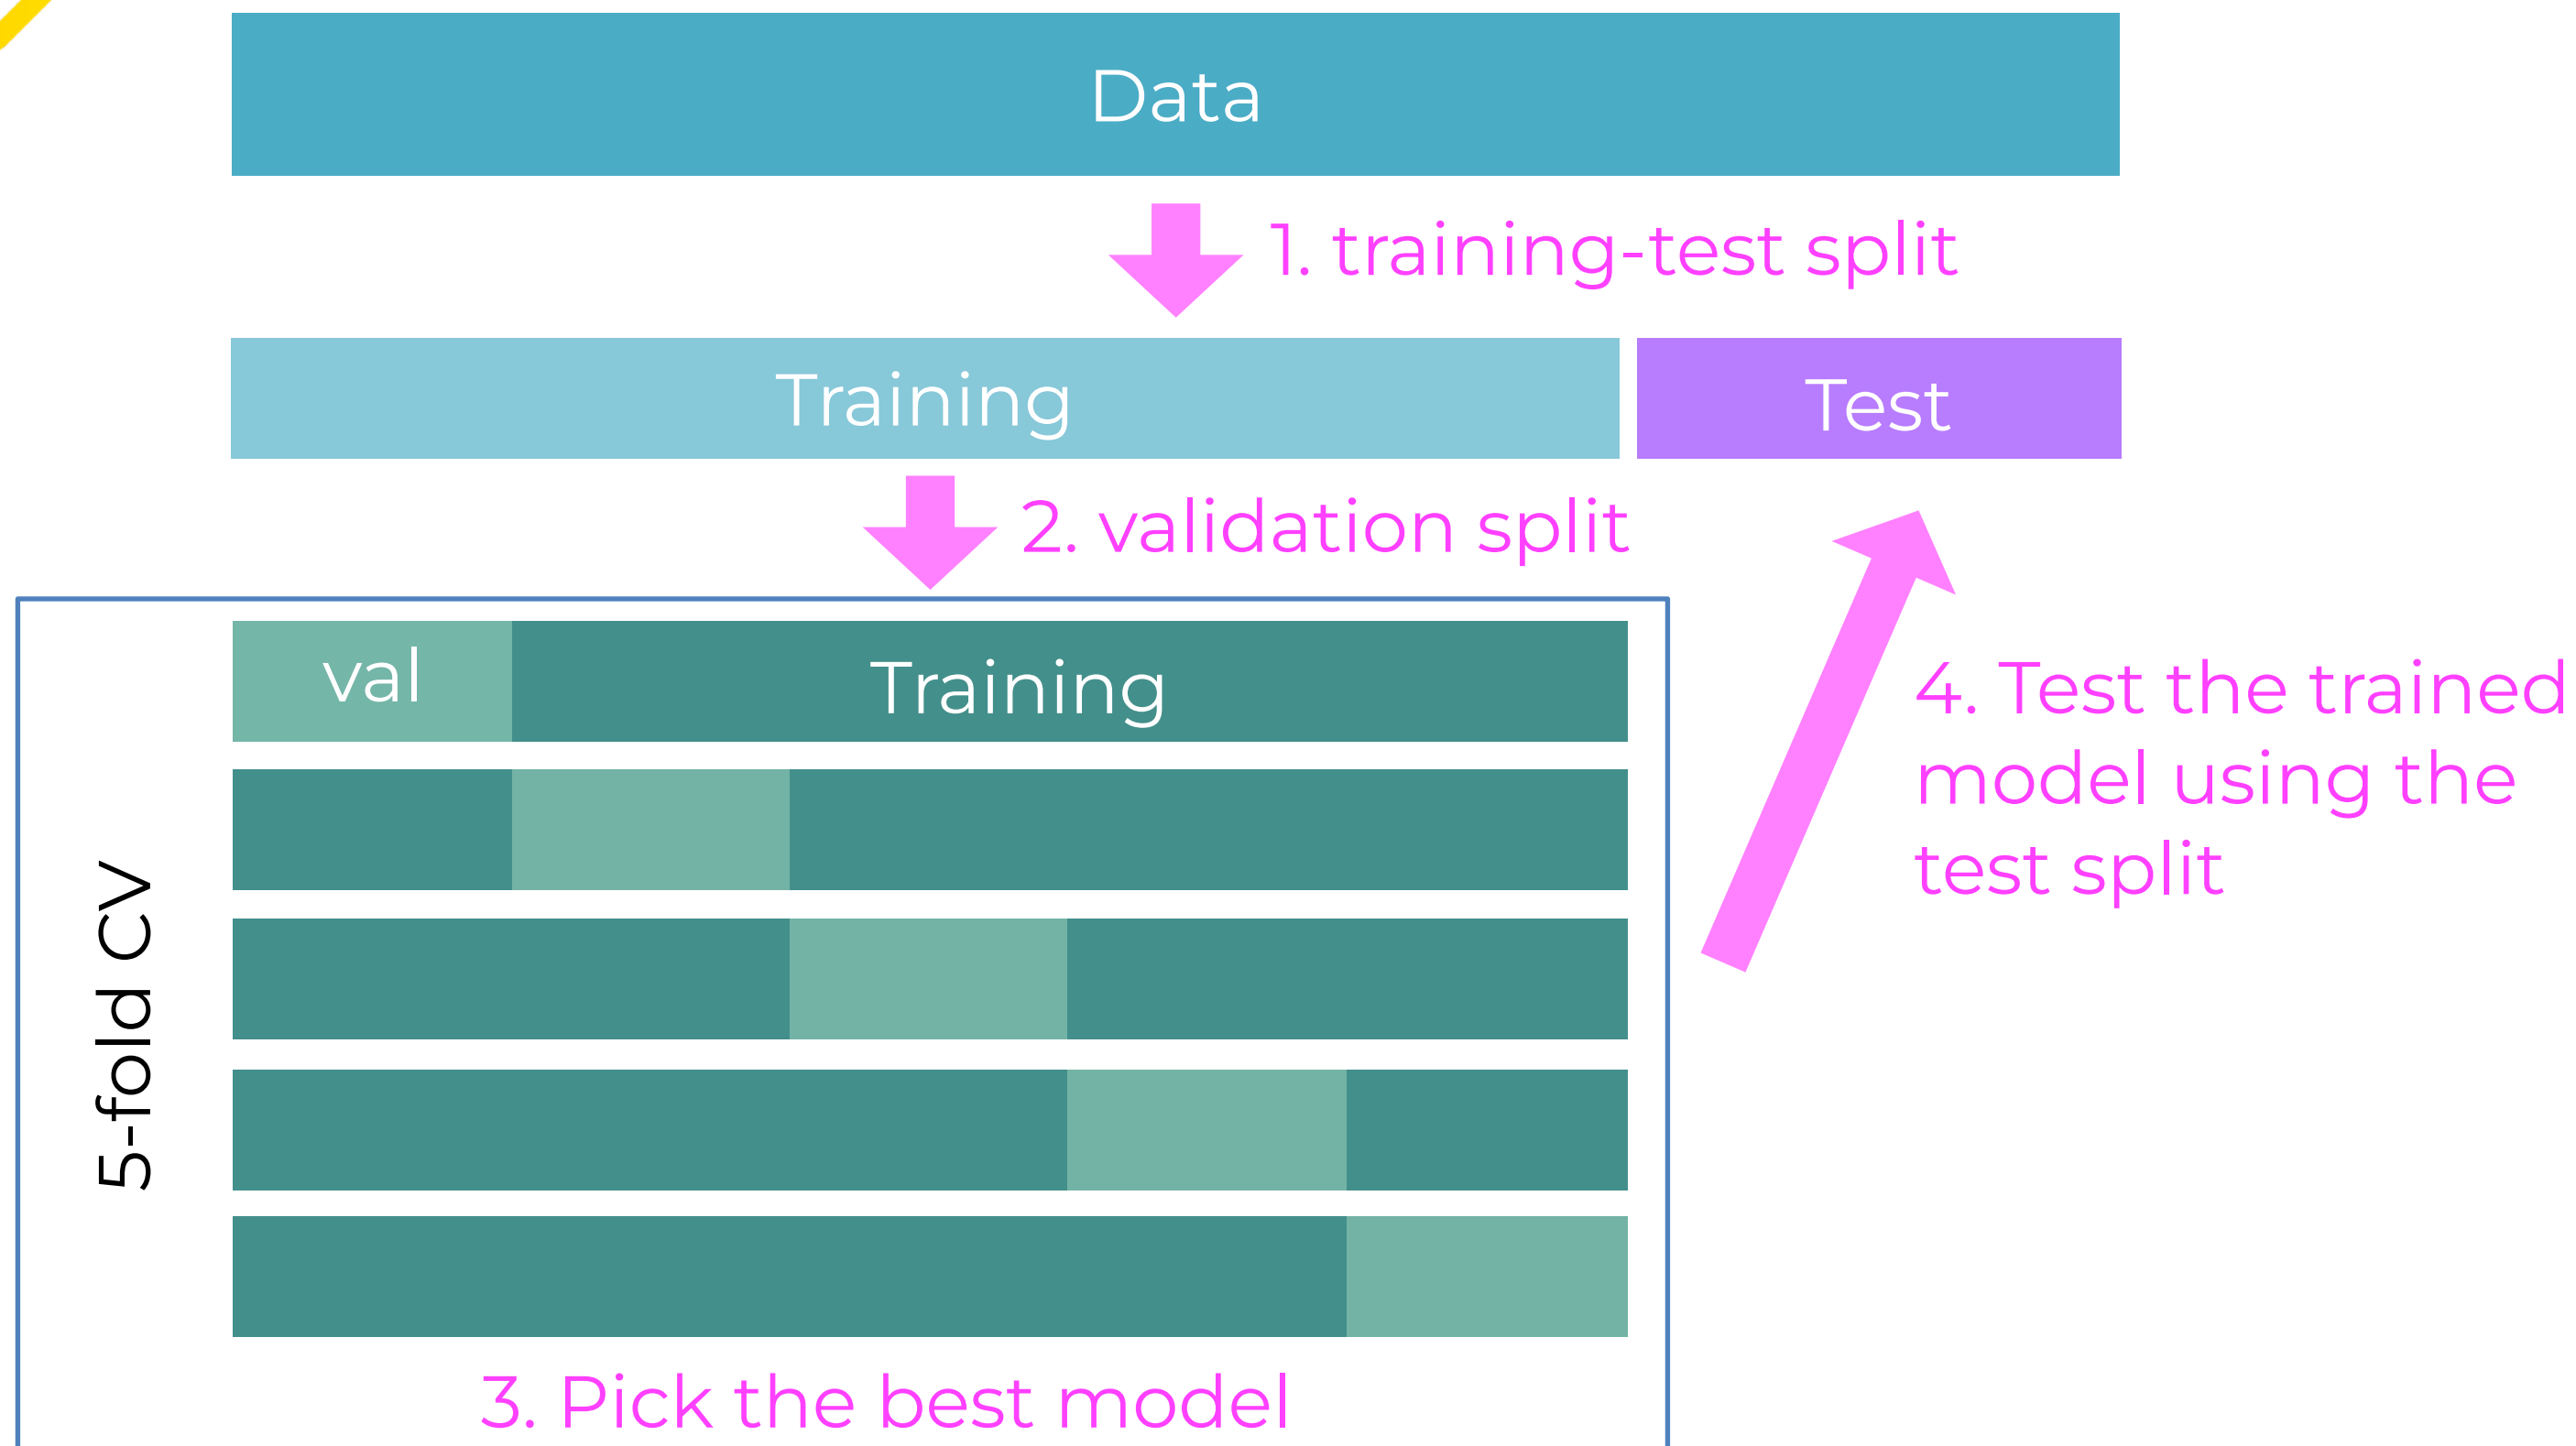 Data
1. training-test split
Training
Test
2. validation split
val
Training
5-fold CV
3. Pick the best model
4. Test the trained
model using the
test split